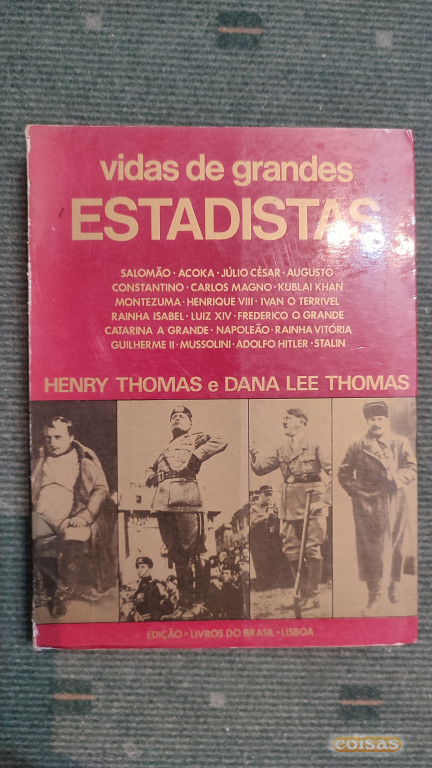 vidas de grandes
ESTADISTAS
SALOMÃO · ACOKA · JÚLIO CÉSAR · AUGUSTO
CONSTANTINO · CARLOS MAGNO · KUBLAI KHAN
MONTEZUMA · HENRIQUE VIII · IVAN O TERRIVEL
RAINHA ISABEL · LUIZ XIV · FREDERICO O GRANDE
CATARINA A GRANDE · NAPOLEÃO · RAINHA VITÓRIA
GUILHERME II · MUSSOLINI · ADOLFO HITLER · STALIN
HENRY THOMAS e DANA LEE THOMAS
EDIÇÃO · LIVROS DO BRASIL · LISBOA
coisas